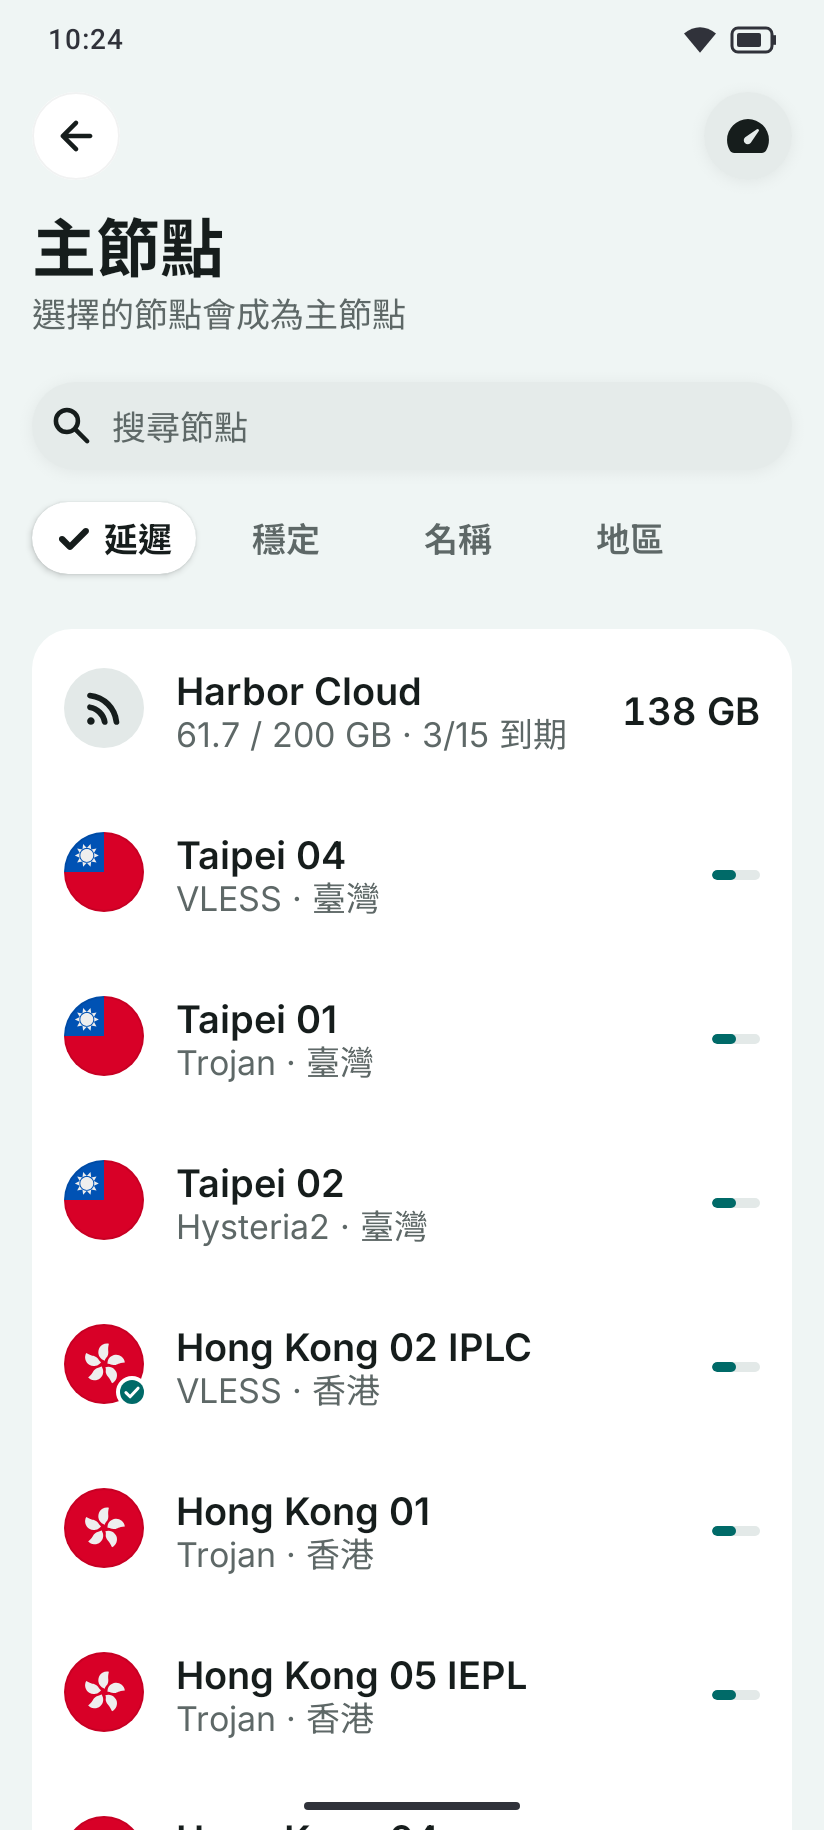 10:24
主節點
選擇的節點會成為主節點
搜尋節點
延遲
穩定
名稱
地區
Harbor Cloud
61.7 / 200 GB · 3/15 到期
138 GB
Taipei 04
VLESS · 臺灣
Taipei 01
Trojan · 臺灣
Taipei 02
Hysteria2 · 臺灣
Hong Kong 02 IPLC
VLESS · 香港
Hong Kong 01
Trojan · 香港
Hong Kong 05 IEPL
Trojan · 香港